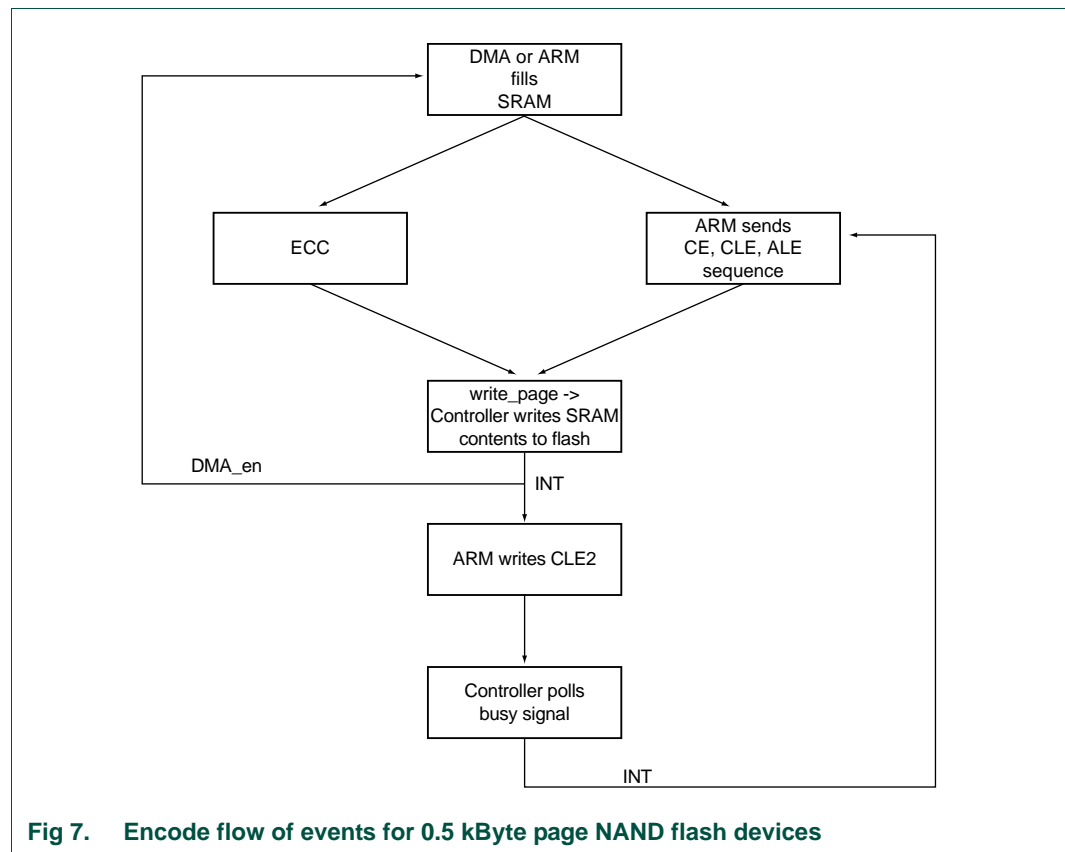 DMA or ARM
fills
SRAM
ECC
ARM sends
CE, CLE, ALE
sequence
write_page ->
Controller writes SRAM
contents to flash
DMA_en
INT
ARM writes CLE2
Controller polls
busy signal
INT
Fig 7. Encode flow of events for 0.5 kByte page NAND flash devices